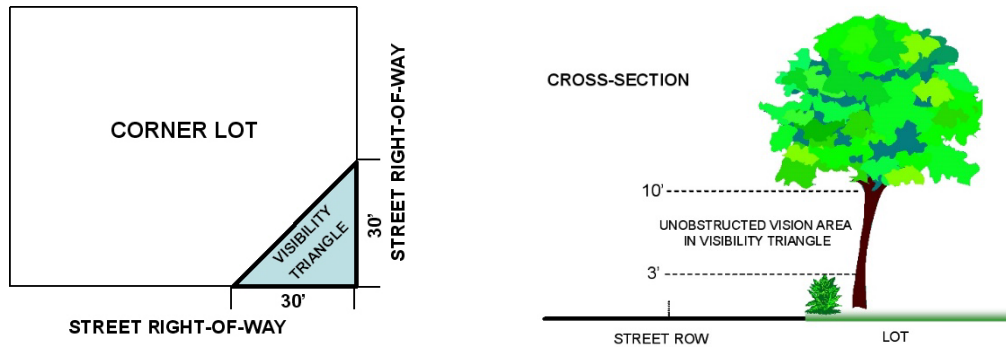 CORNER LOT
VISIBILITY
TRIANGLE
30'
STREET RIGHT-OF-WAY
30'
STREET RIGHT-OF-WAY
CROSS-SECTION
10'
UNOBSTRUCTED VISION AREA
IN VISIBILITY TRIANGLE
3'
STREET ROW
LOT